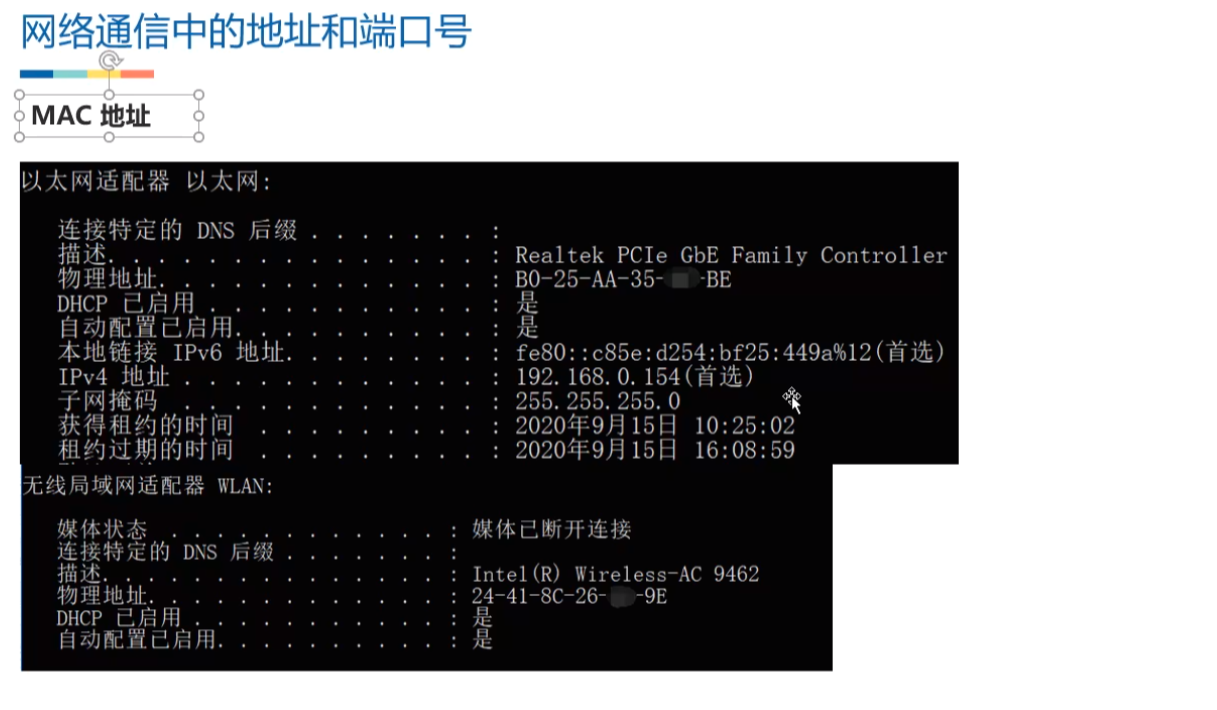 网络通信中的地址和端口号
MAC 地址
以太网适配器 以太网:
连接特定的 DNS 后缀 . . . . . . . :
描述. . . . . . . . . . . . . . . : Realtek PCIe GbE Family Controller
物理地址. . . . . . . . . . . . . : B0-25-AA-35- -BE
DHCP 已启用 . . . . . . . . . . . : 是
自动配置已启用. . . . . . . . . . : 是
本地链接 IPv6 地址. . . . . . . . : fe80::c85e:d254:bf25:449a%12(首选)
IPv4 地址 . . . . . . . . . . . . : 192.168.0.154(首选)
子网掩码 . . . . . . . . . . . . : 255.255.255.0
获得租约的时间 . . . . . . . . . : 2020年9月15日 10:25:02
租约过期的时间 . . . . . . . . . : 2020年9月15日 16:08:59
无线局域网适配器 WLAN:
媒体状态 . . . . . . . . . . . . : 媒体已断开连接
连接特定的 DNS 后缀 . . . . . . . :
描述. . . . . . . . . . . . . . . : Intel(R) Wireless-AC 9462
物理地址. . . . . . . . . . . . . : 24-41-8C-26- -9E
DHCP 已启用 . . . . . . . . . . . : 是
自动配置已启用. . . . . . . . . . : 是